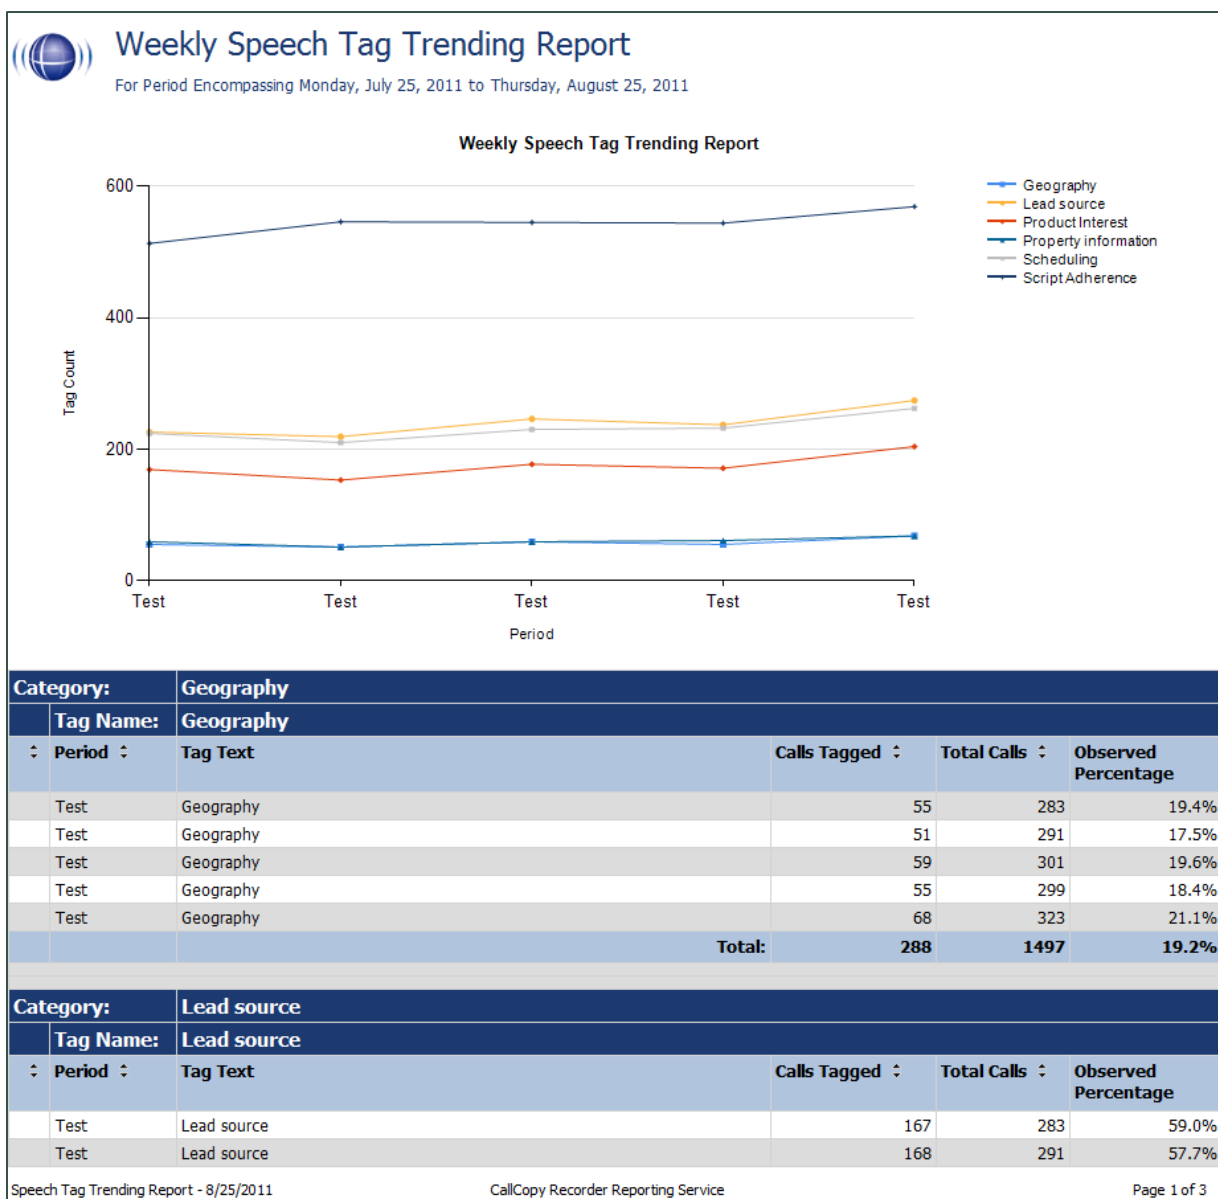 Weekly Speech Tag Trending Report
For Period Encompassing Monday, July 25, 2011 to Thursday, August 25, 2011
Weekly Speech Tag Trending Report
600
400
200
0
Tag Count
Test Test Test Test Test
Period
Geography
Lead source
Product Interest
Property information
Scheduling
Script Adherence
Category: Geography
Tag Name: Geography
Period Tag Text Calls Tagged Total Calls Observed Percentage
Test Geography 55 283 19.4%
Test Geography 51 291 17.5%
Test Geography 59 301 19.6%
Test Geography 55 299 18.4%
Test Geography 68 323 21.1%
Total: 288 1497 19.2%
Category: Lead source
Tag Name: Lead source
Period Tag Text Calls Tagged Total Calls Observed Percentage
Test Lead source 167 283 59.0%
Test Lead source 168 291 57.7%
Speech Tag Trending Report - 8/25/2011 CallCopy Recorder Reporting Service Page 1 of 3